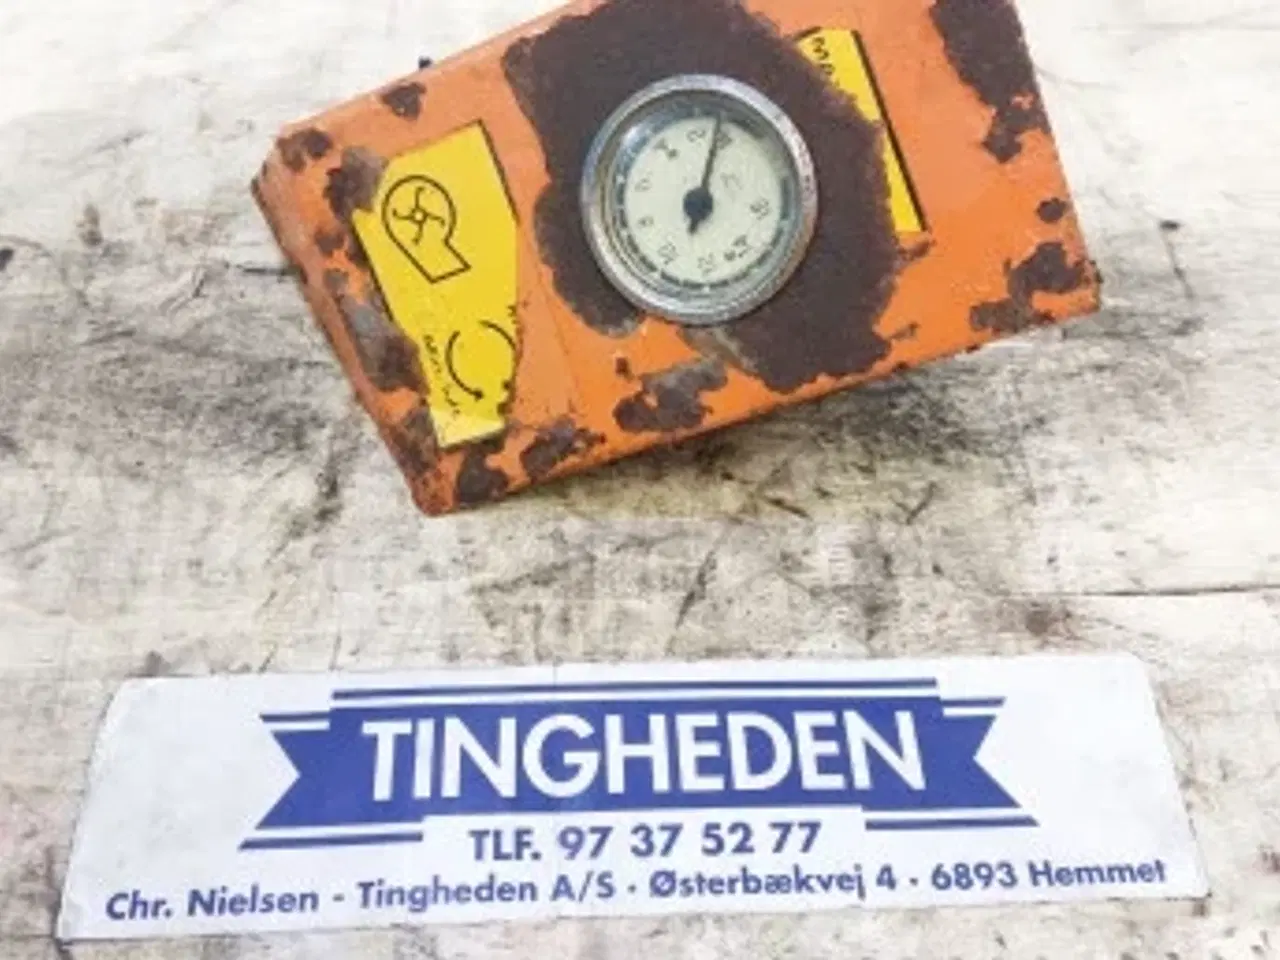 TINGHEDEN
TLF. 97 37 52 77
Chr. Nielsen - Tingheden A/S · Østerbækvej 4 · 6893 Hemmet